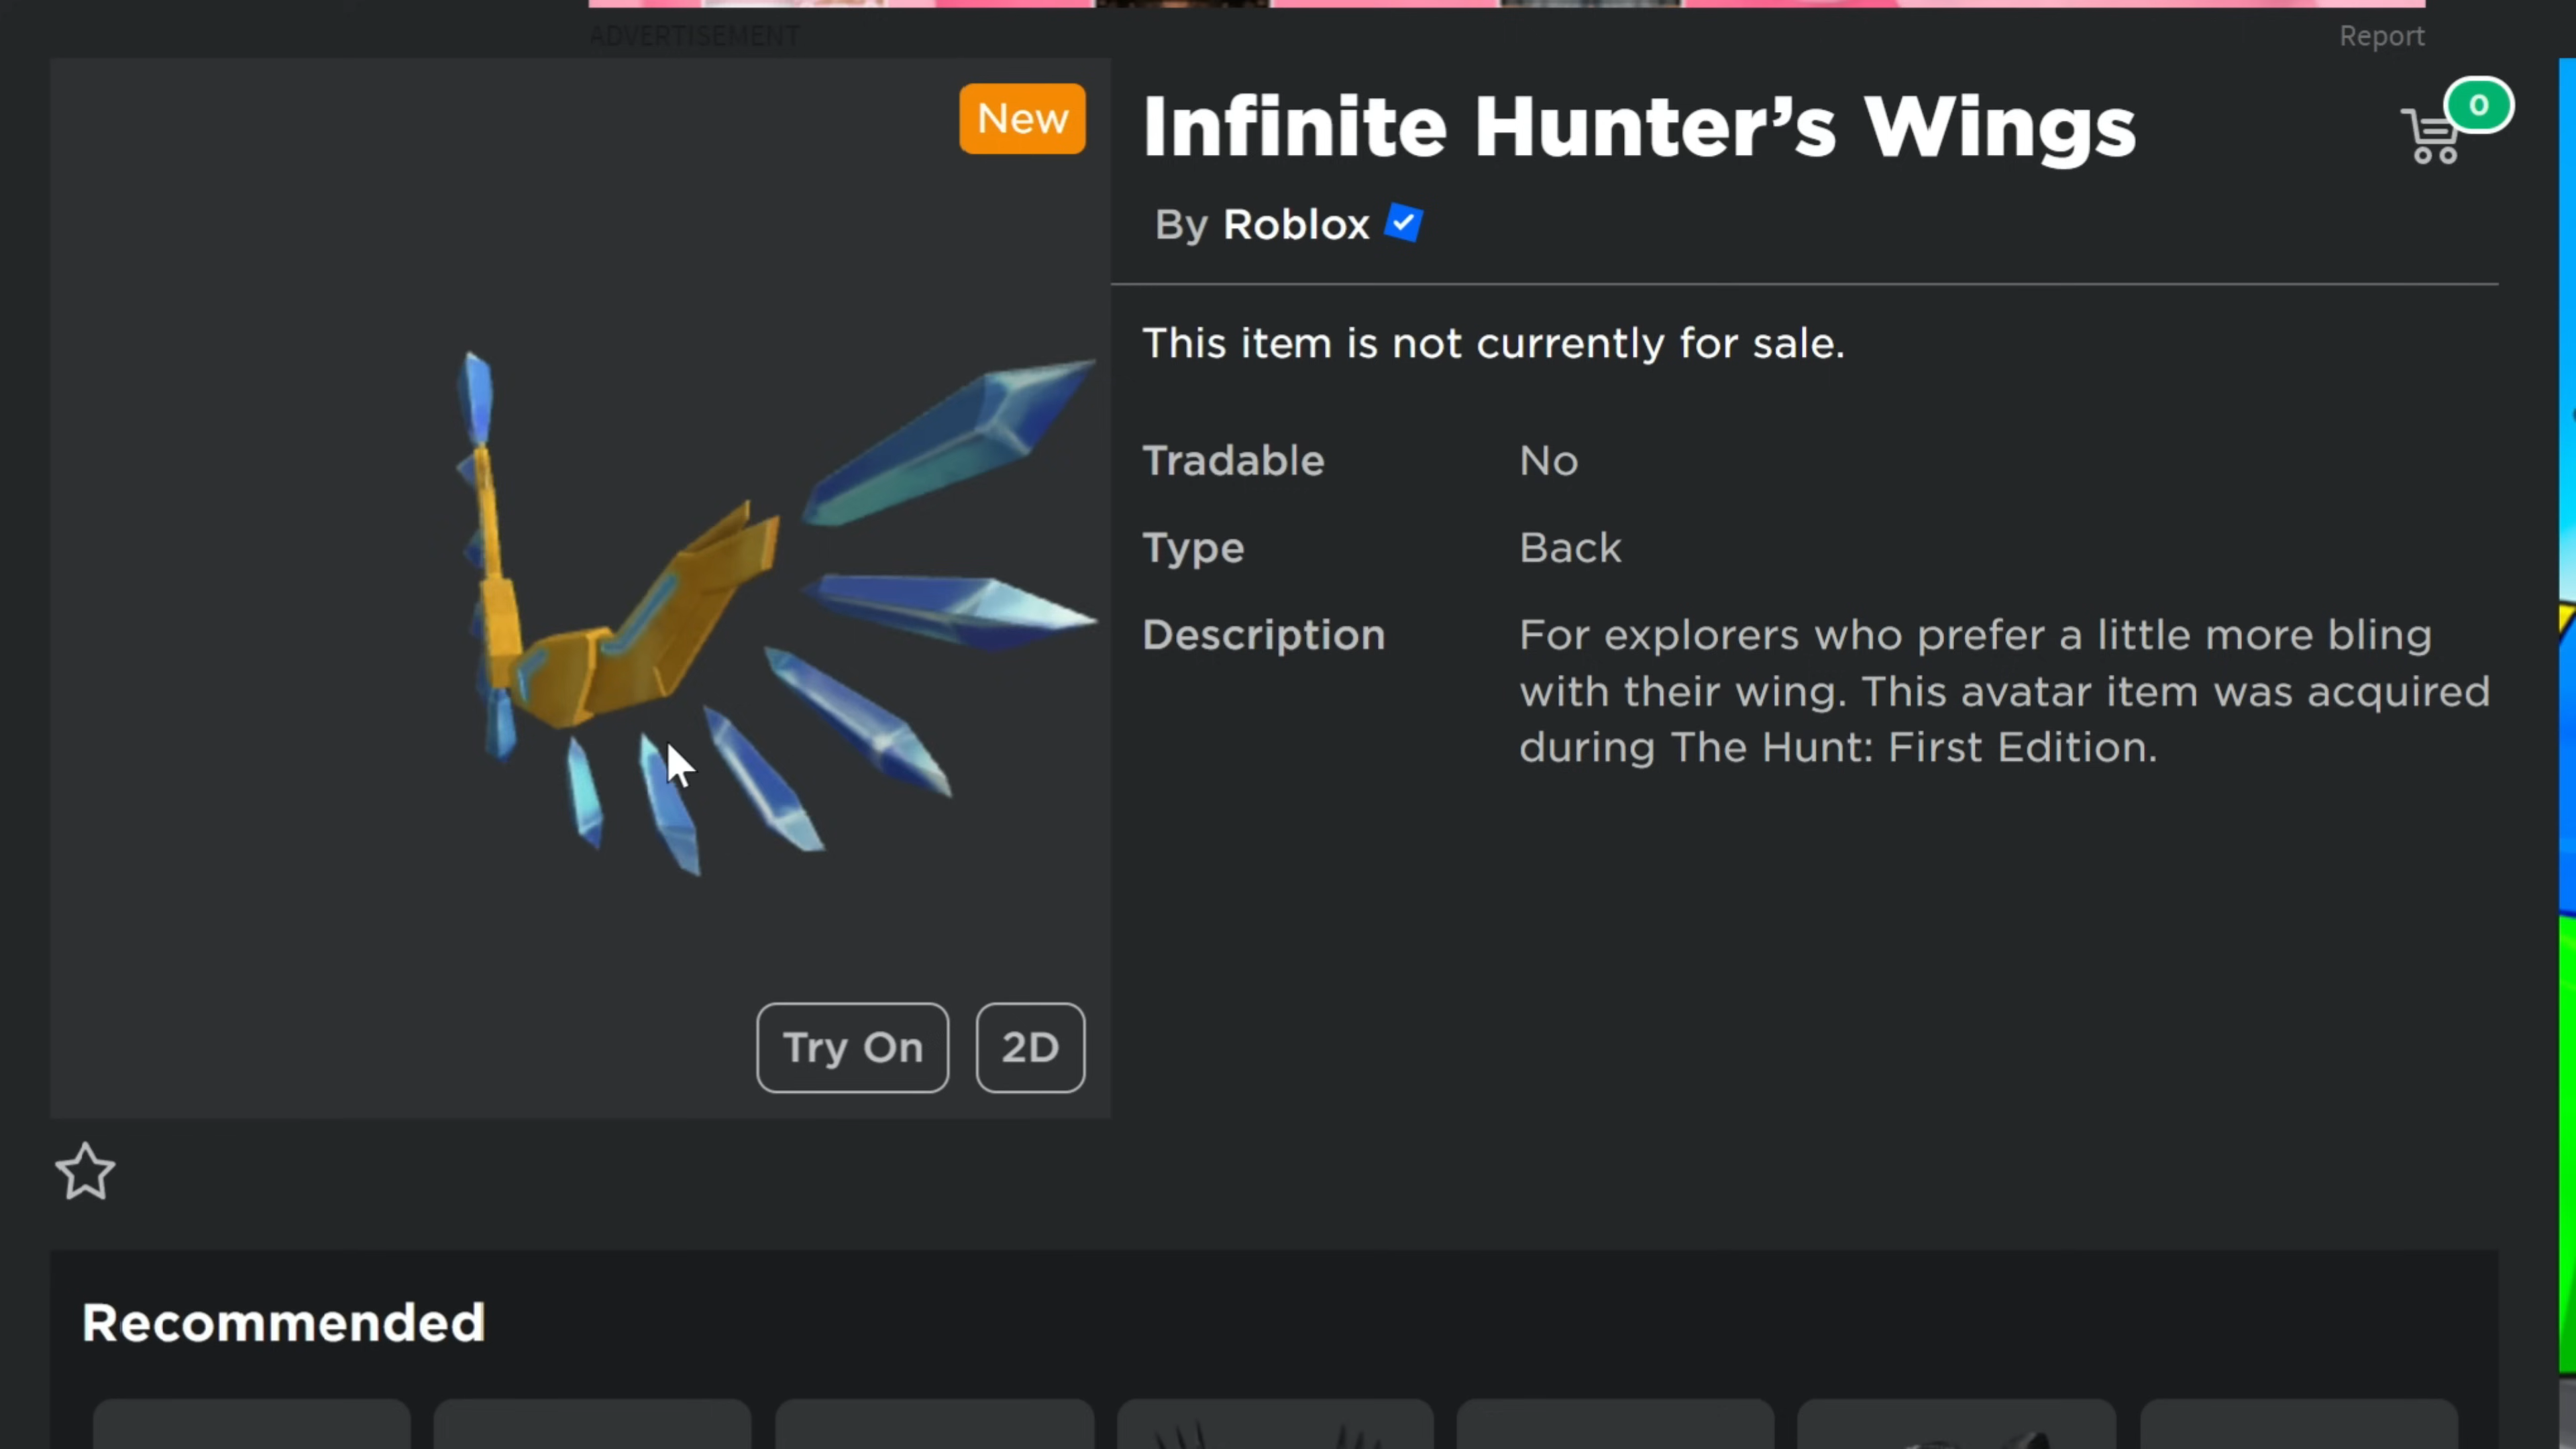 ADVERTISEMENT
Report
New
Infinite Hunter’s Wings
0
By Roblox
This item is not currently for sale.
Tradable No
Type Back
Description For explorers who prefer a little more bling
with their wing. This avatar item was acquired
during The Hunt: First Edition.
Try On 2D
Recommended